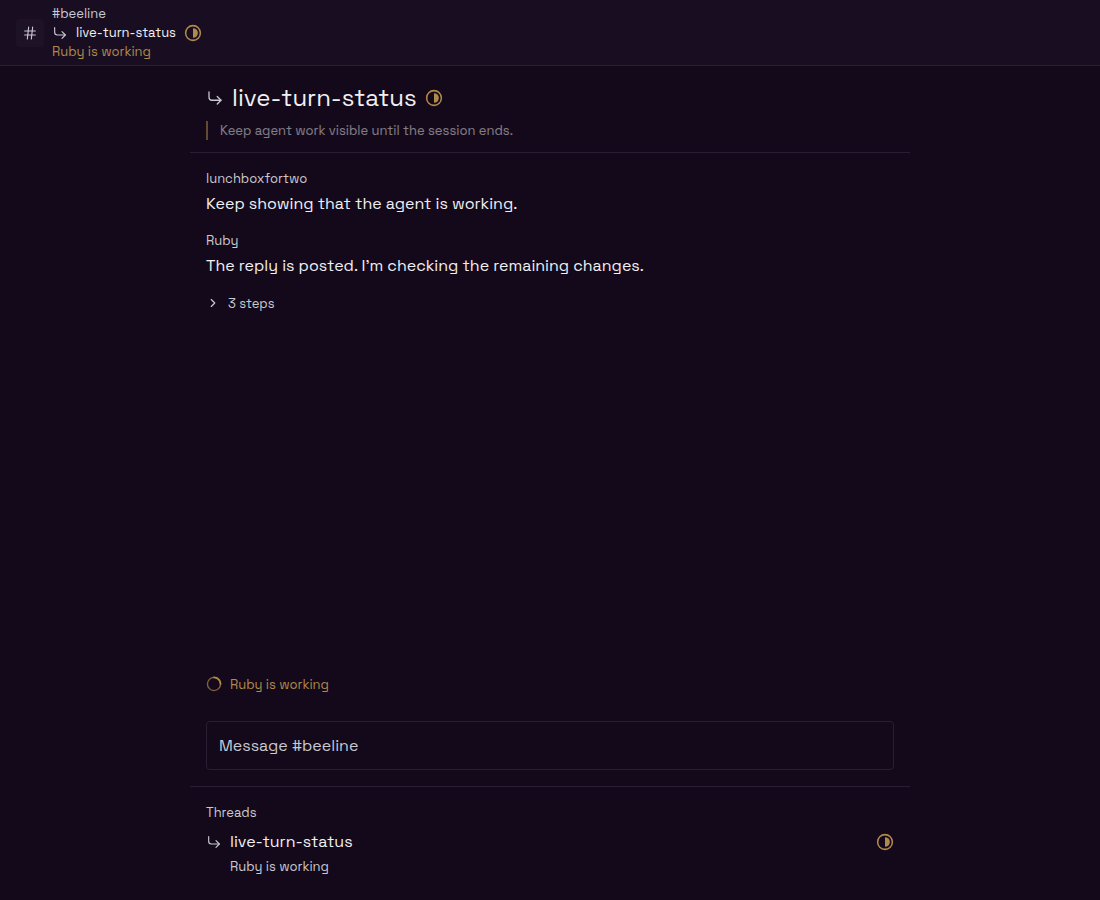 #beeline
#
live-turn-status
Ruby is working
live-turn-status
Keep agent work visible until the session ends.
lunchboxfortwo
Keep showing that the agent is working.
Ruby
The reply is posted. I'm checking the remaining changes.
3 steps
Ruby is working
Message #beeline
Threads
live-turn-status
Ruby is working